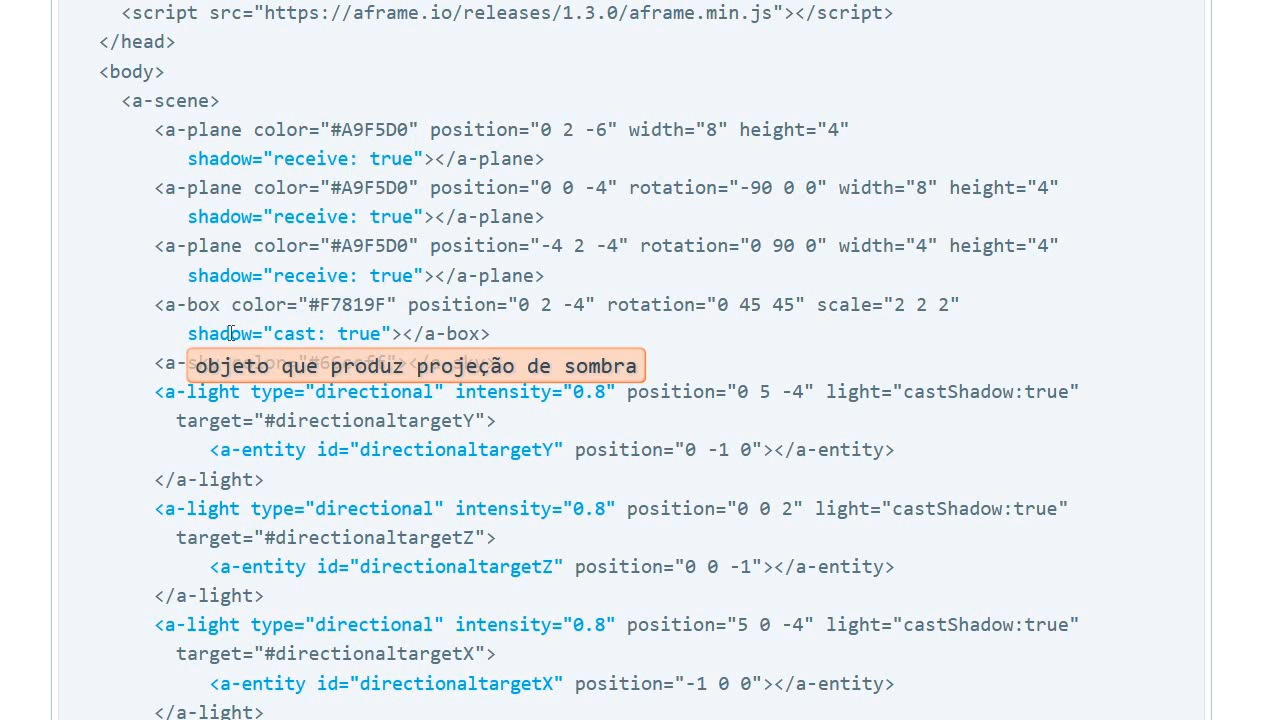 <script src="https://aframe.io/releases/1.3.0/aframe.min.js"></script>
</head>
<body>
<a-scene>
<a-plane color="#A9F5D0" position="0 2 -6" width="8" height="4"
shadow="receive: true"></a-plane>
<a-plane color="#A9F5D0" position="0 0 -4" rotation="-90 0 0" width="8" height="4"
shadow="receive: true"></a-plane>
<a-plane color="#A9F5D0" position="-4 2 -4" rotation="0 90 0" width="4" height="4"
shadow="receive: true"></a-plane>
<a-box color="#F7819F" position="0 2 -4" rotation="0 45 45" scale="2 2 2"
shadow="cast: true"></a-box>
<a-
objeto que produz projeção de sombra
<a-light type="directional" intensity="0.8" position="0 5 -4" light="castShadow:true"
target="#directionaltargetY">
<a-entity id="directionaltargetY" position="0 -1 0"></a-entity>
</a-light>
<a-light type="directional" intensity="0.8" position="0 0 2" light="castShadow:true"
target="#directionaltargetZ">
<a-entity id="directionaltargetZ" position="0 0 -1"></a-entity>
</a-light>
<a-light type="directional" intensity="0.8" position="5 0 -4" light="castShadow:true"
target="#directionaltargetX">
<a-entity id="directionaltargetX" position="-1 0 0"></a-entity>
</a-light>